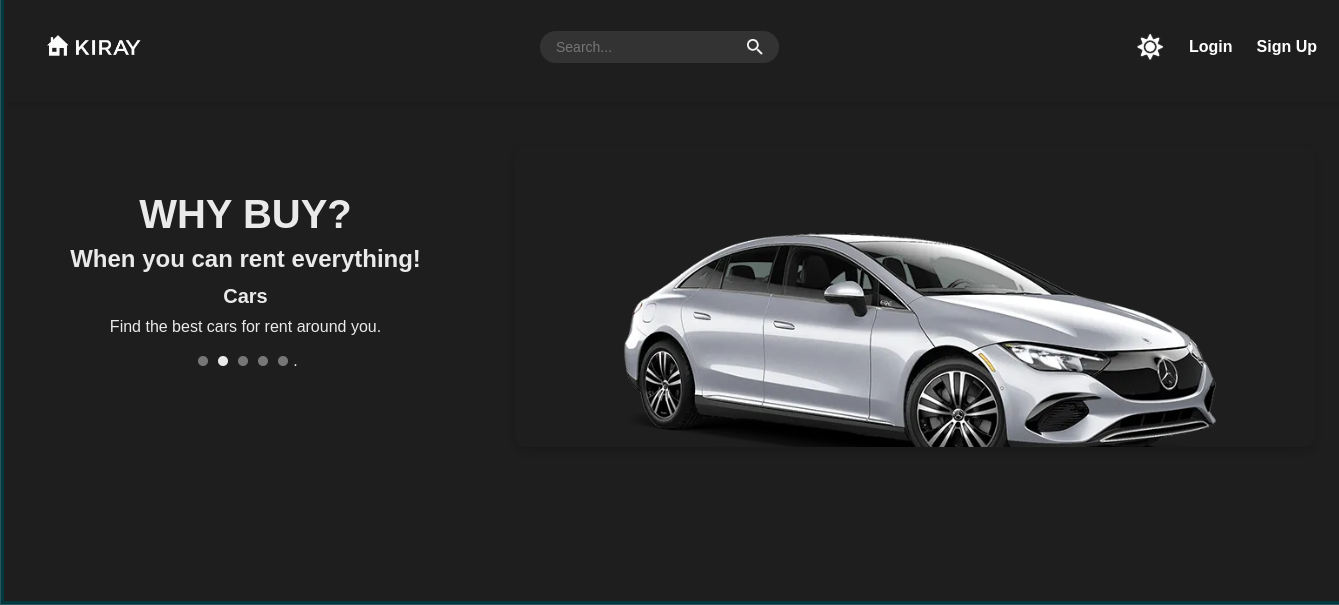 KIRAY
Search...
Login
Sign Up
WHY BUY?
When you can rent everything!
Cars
Find the best cars for rent around you.
.